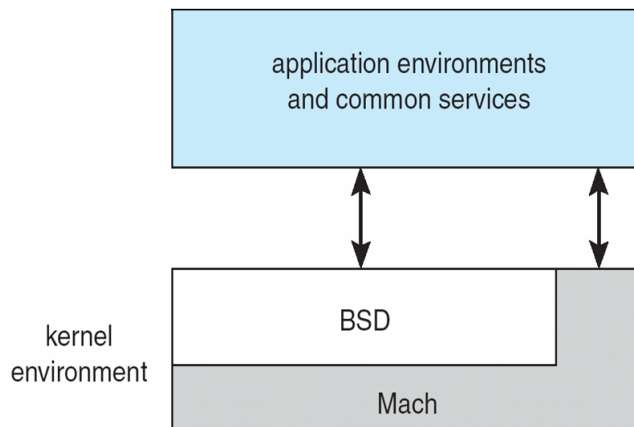 application environments
and common services
BSD
kernel
environment
Mach